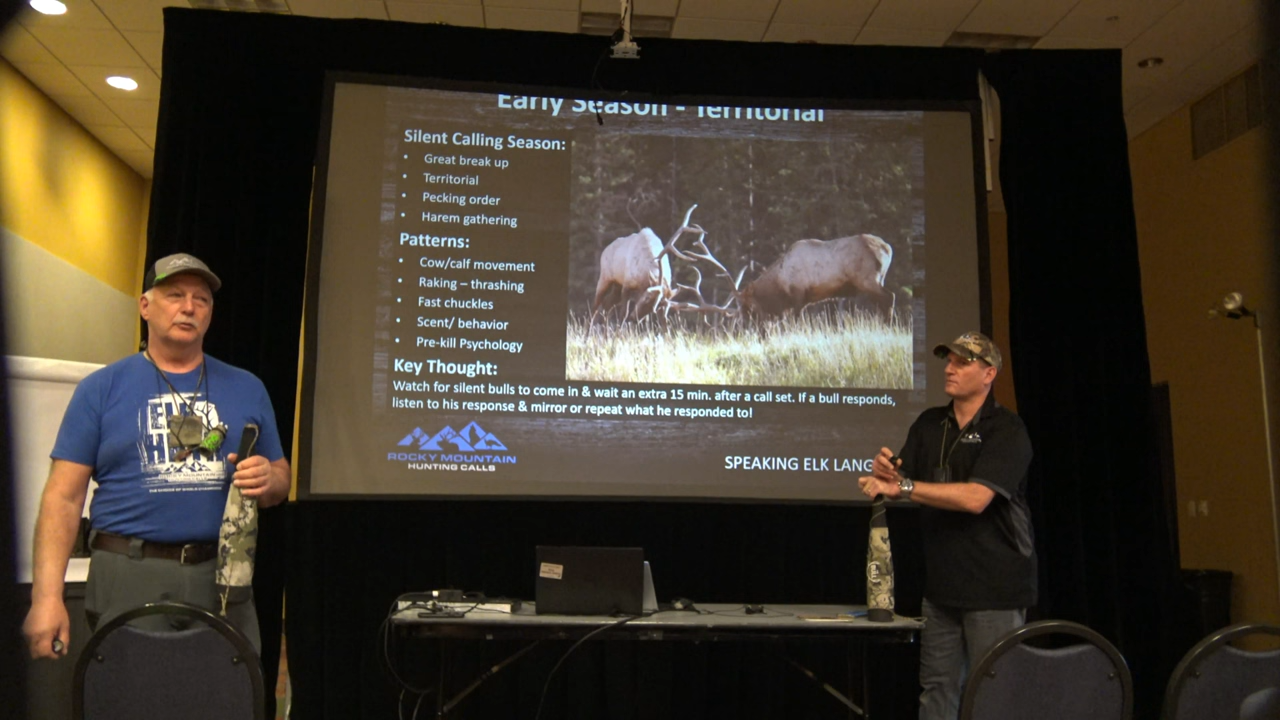 Early Season - Territorial
Silent Calling Season:
• Great break up
• Territorial
• Pecking order
• Harem gathering
Patterns:
• Cow/calf movement
• Raking – thrashing
• Fast chuckles
• Scent/ behavior
• Pre-kill Psychology
Key Thought:
Watch for silent bulls to come in & wait an extra 15 min. after a call set. If a bull responds,
listen to his response & mirror or repeat what he responded to!
ROCKY MOUNTAIN
HUNTING CALLS
SPEAKING ELK LANG